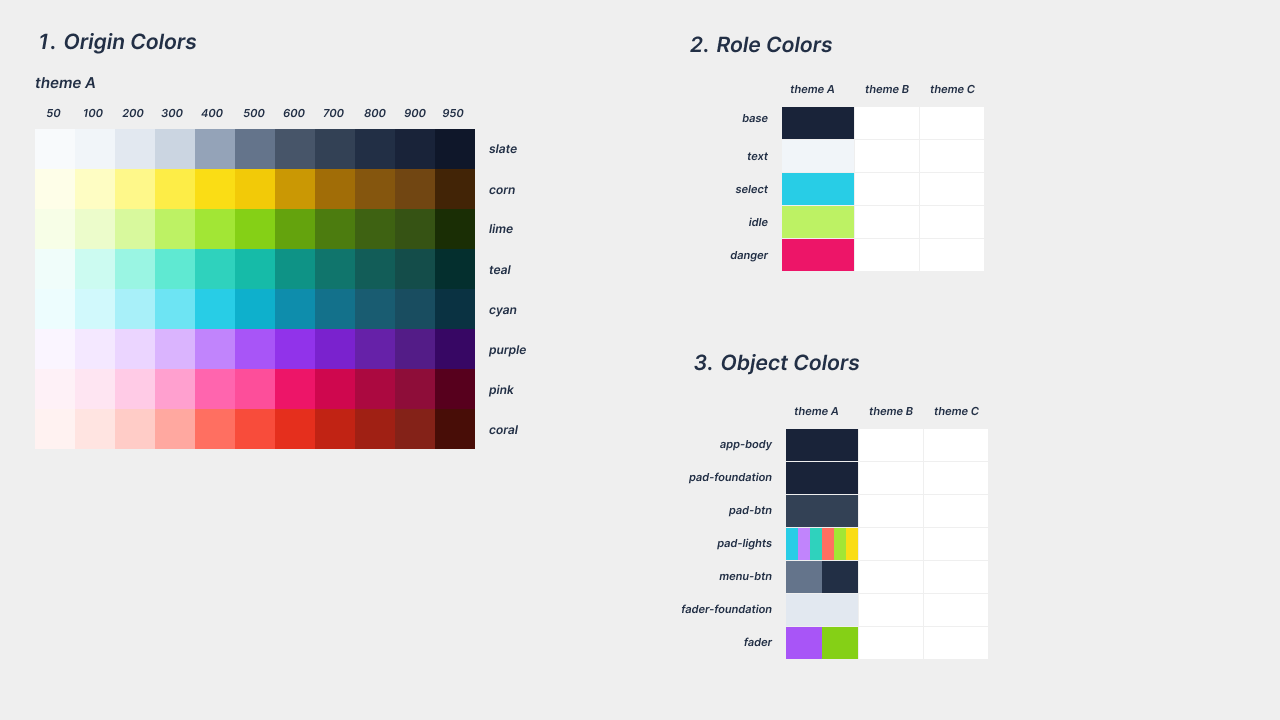 1. Origin Colors
theme A
50 100 200 300 400 500 600 700 800 900 950
slate
corn
lime
teal
cyan
purple
pink
coral
2. Role Colors
theme A theme B theme C
base
text
select
idle
danger
3. Object Colors
theme A theme B theme C
app-body
pad-foundation
pad-btn
pad-lights
menu-btn
fader-foundation
fader